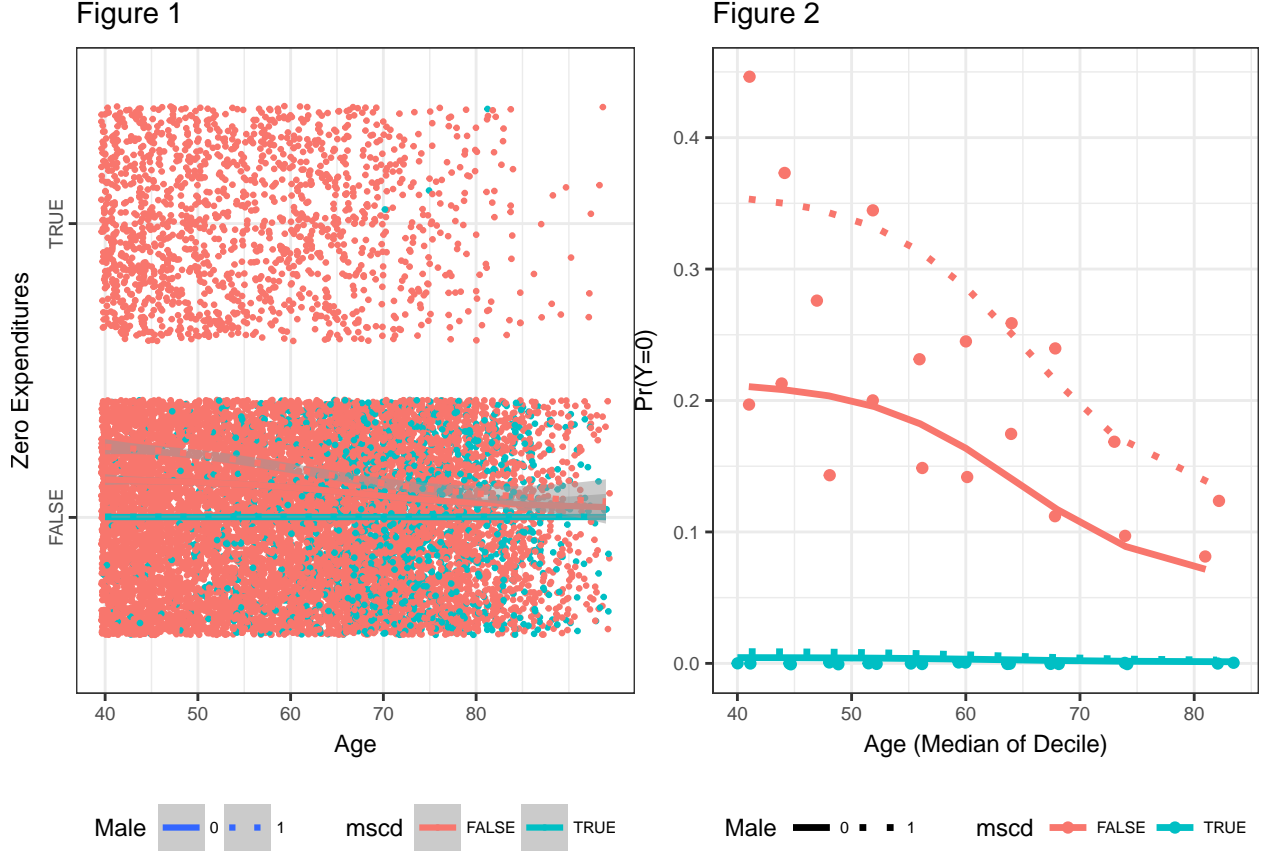 Figure 1
Zero Expenditures
TRUE
FALSE
40 50 60 70 80
Age
Male 0 1 mscd FALSE TRUE
Figure 2
Pr(Y=0)
0.4
0.3
0.2
0.1
0.0
40 50 60 70 80
Age (Median of Decile)
Male 0 1 mscd FALSE TRUE